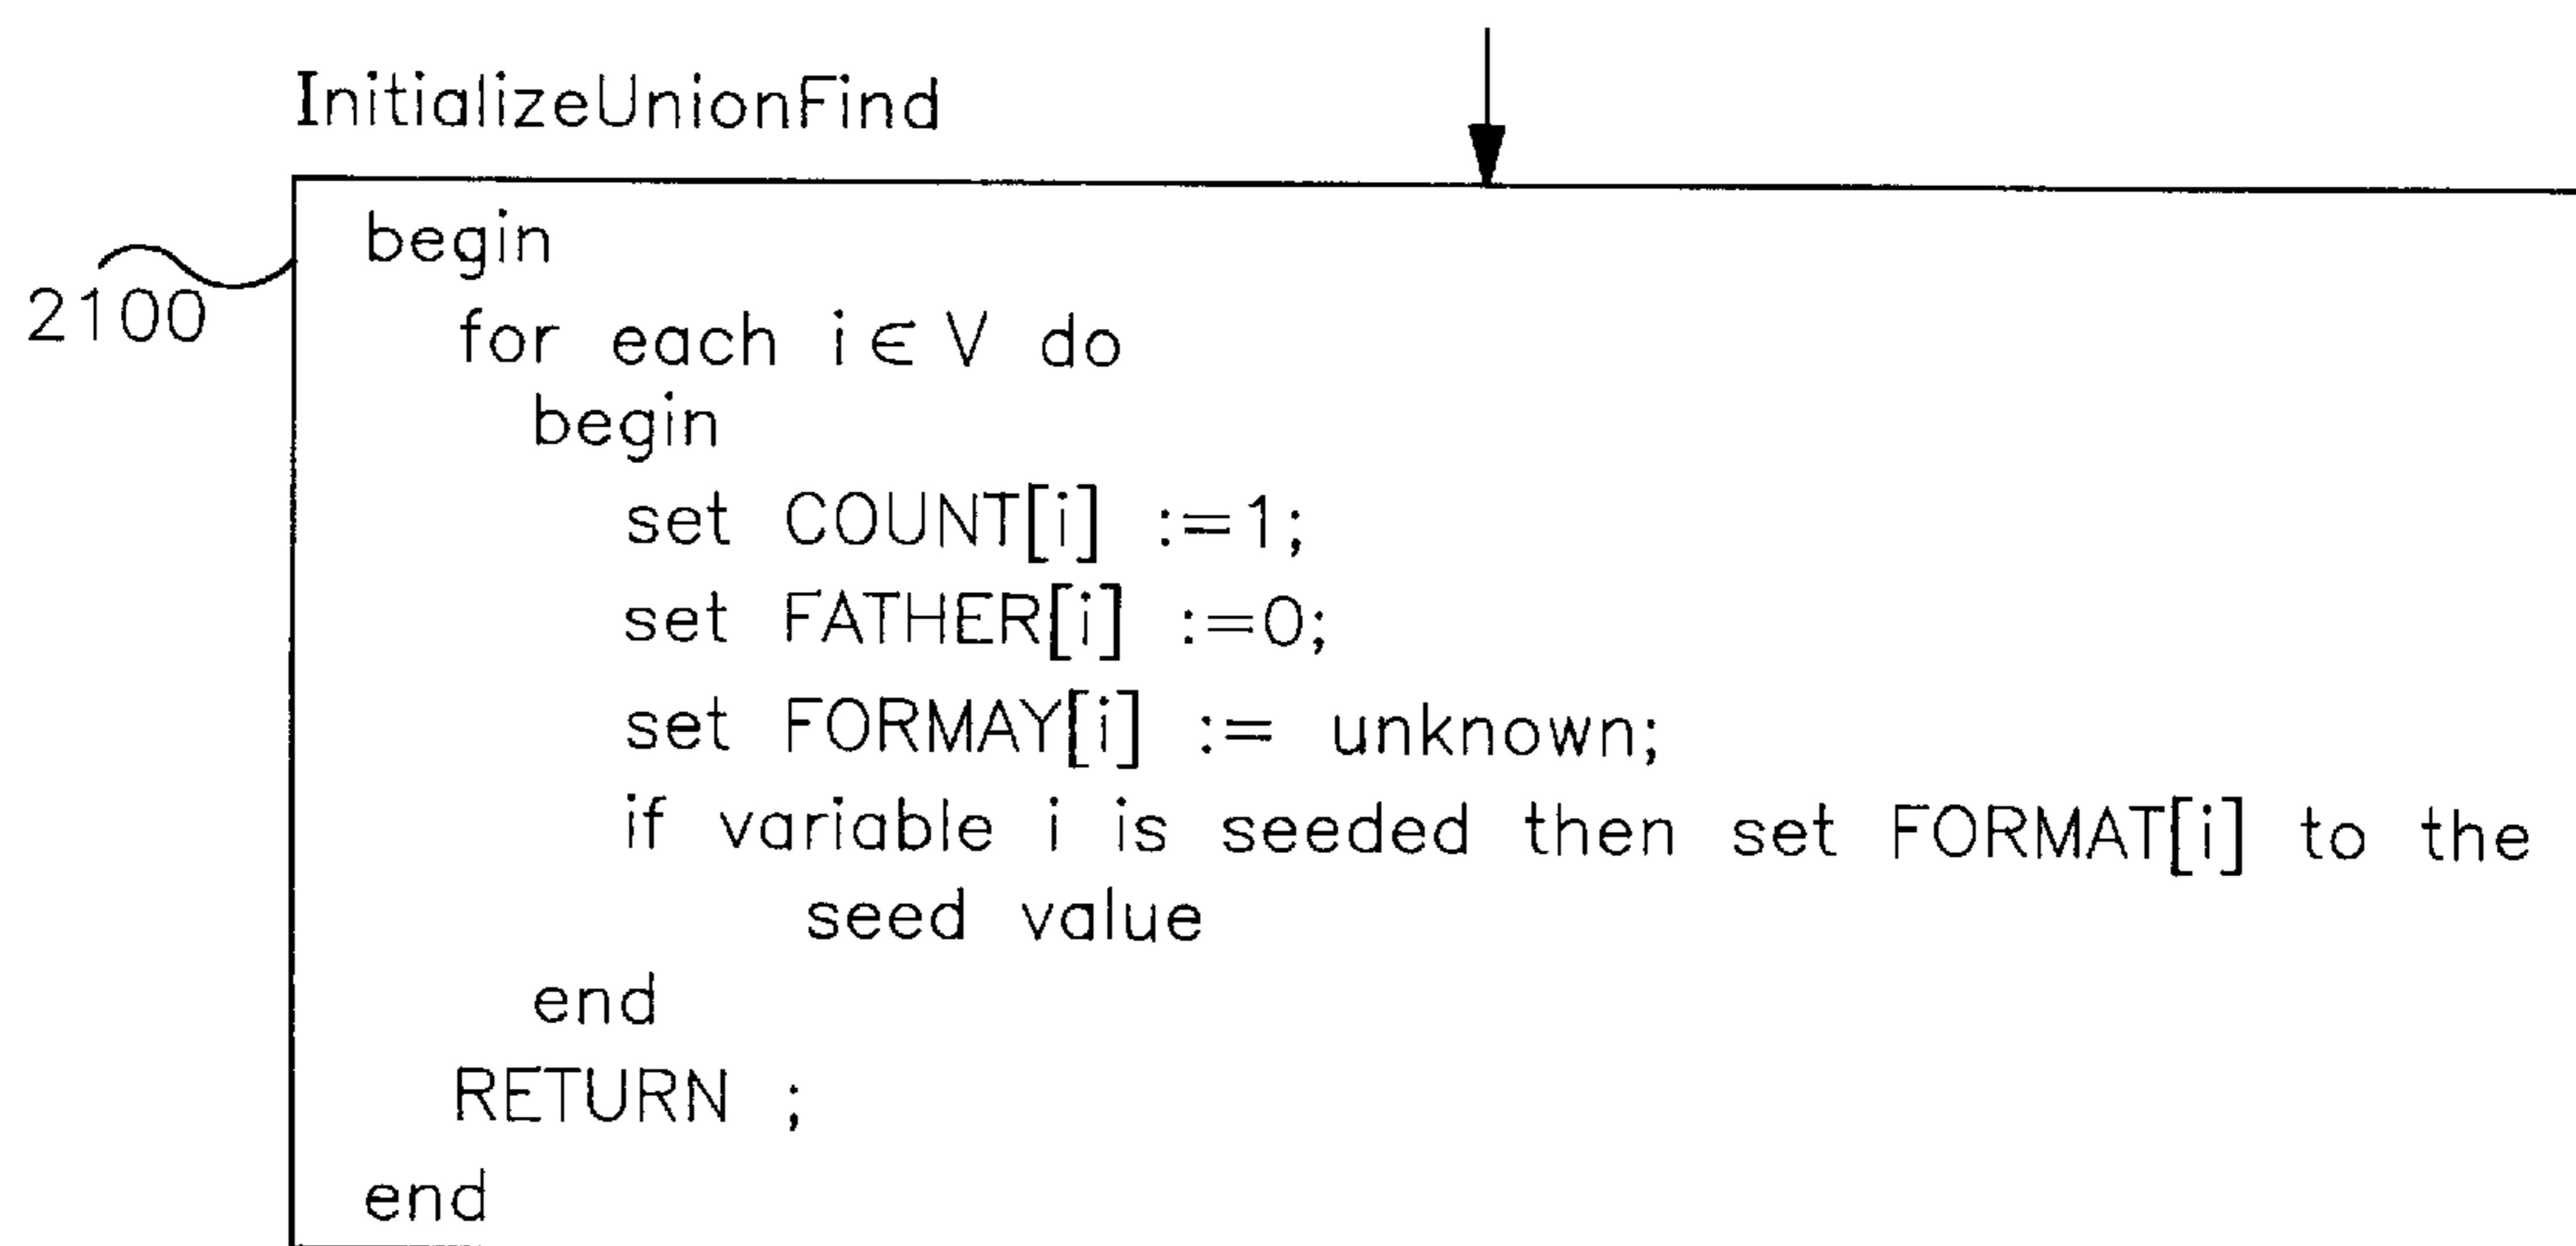 InitializeUnionFind
begin
2100
for each i ∈ V do
begin
set COUNT[i] :=1;
set FATHER[i] :=0;
set FORMAY[i] := unknown;
if variable i is seeded then set FORMAT[i] to the
seed value
end
RETURN ;
end